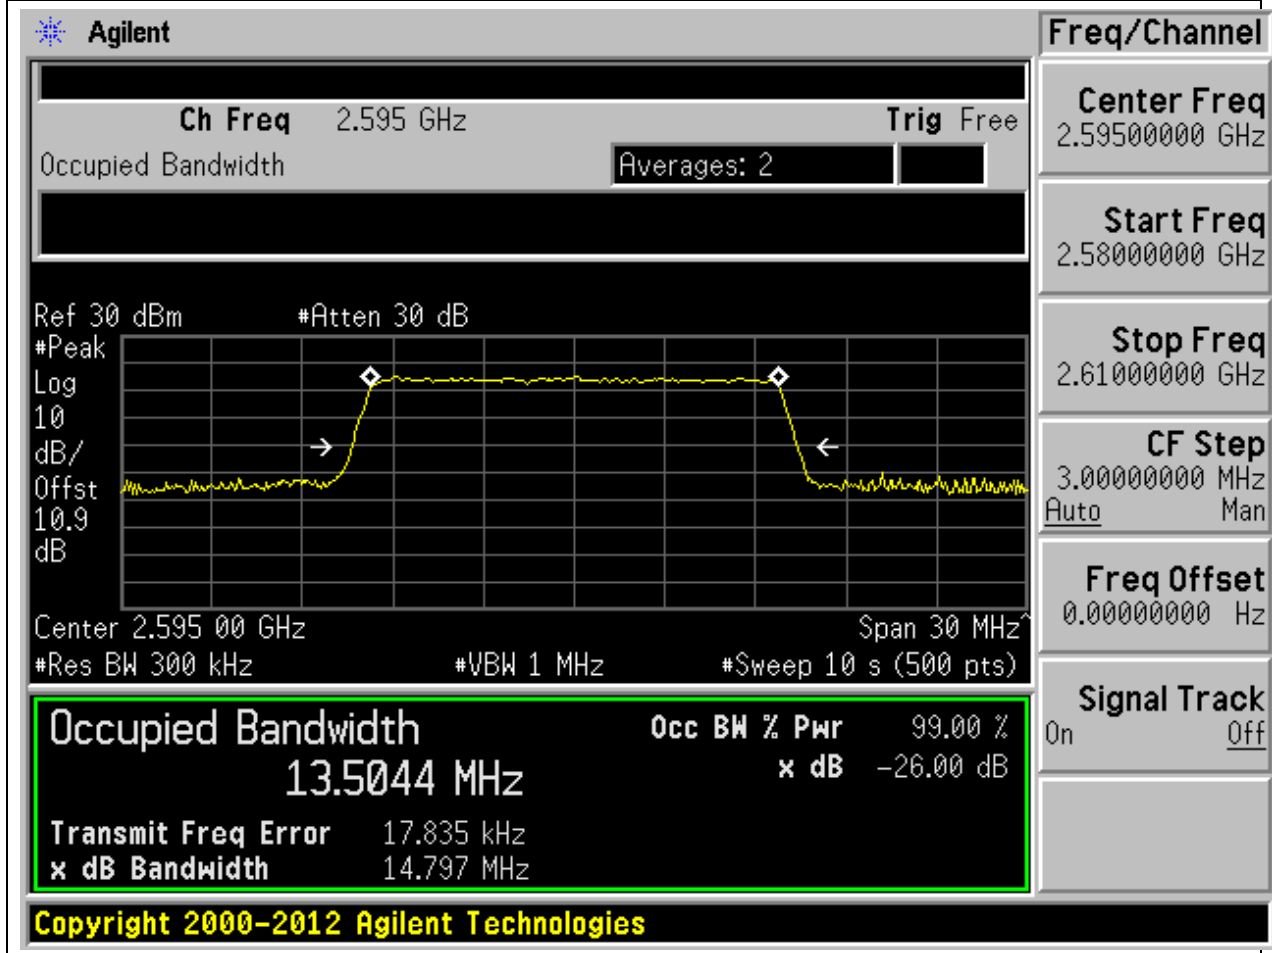 Agilent
Freq/Channel
Ch Freq 2.595 GHz Trig Free
Occupied Bandwidth Averages: 2
Center Freq
2.59500000 GHz
Start Freq
2.58000000 GHz
Stop Freq
2.61000000 GHz
CF Step
3.00000000 MHz
Auto Man
Freq Offset
0.00000000 Hz
Signal Track
On Off
Ref 30 dBm #Atten 30 dB
#Peak
Log
10
dB/
Offst
10.9
dB
Center 2.595 00 GHz Span 30 MHz^
#Res BW 300 kHz #VBW 1 MHz #Sweep 10 s (500 pts)
Occupied Bandwidth Occ BW % Pwr 99.00 %
13.5044 MHz x dB -26.00 dB
Transmit Freq Error 17.835 kHz
x dB Bandwidth 14.797 MHz
Copyright 2000-2012 Agilent Technologies